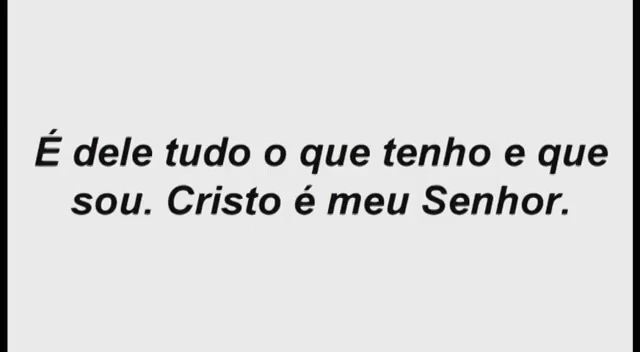 É dele tudo o que tenho e que
sou. Cristo é meu Senhor.